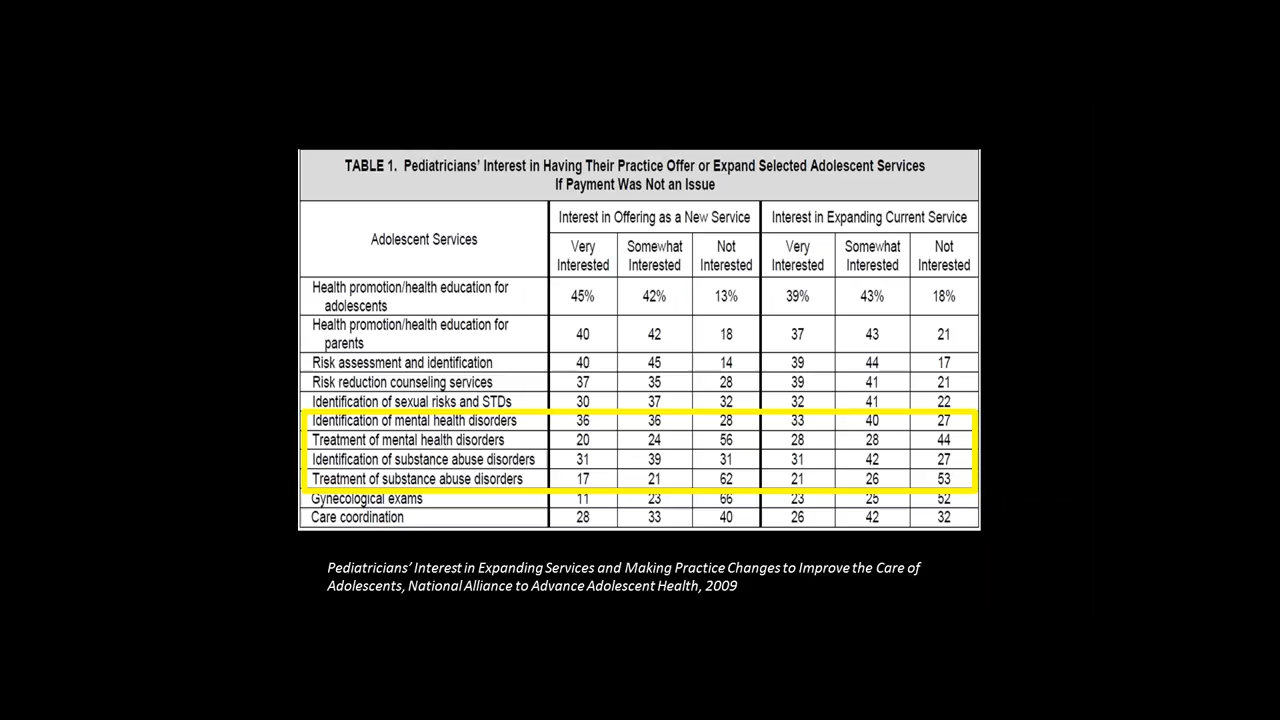 TABLE 1. Pediatricians' Interest in Having Their Practice Offer or Expand Selected Adolescent Services
If Payment Was Not an Issue
Adolescent Services
Interest in Offering as a New Service
Interest in Expanding Current Service
Very Interested
Somewhat Interested
Not Interested
Very Interested
Somewhat Interested
Not Interested
Health promotion/health education for
adolescents
45% 42% 13% 39% 43% 18%
Health promotion/health education for
parents
40 42 18 37 43 21
Risk assessment and identification 40 45 14 39 44 17
Risk reduction counseling services 37 35 28 39 41 21
Identification of sexual risks and STDs 30 37 32 32 41 22
Identification of mental health disorders 36 36 28 33 40 27
Treatment of mental health disorders 20 24 56 28 28 44
Identification of substance abuse disorders 31 39 31 31 42 27
Treatment of substance abuse disorders 17 21 62 21 26 53
Gynecological exams 11 23 66 23 25 52
Care coordination 28 33 40 26 42 32
Pediatricians' Interest in Expanding Services and Making Practice Changes to Improve the Care of
Adolescents, National Alliance to Advance Adolescent Health, 2009